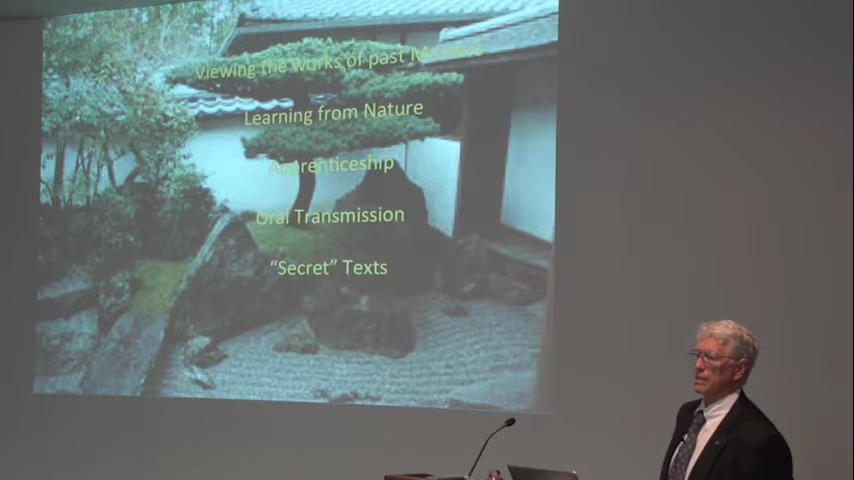 Viewing the works of past Masters
Learning from Nature
Apprenticeship
Oral Transmission
“Secret” Texts